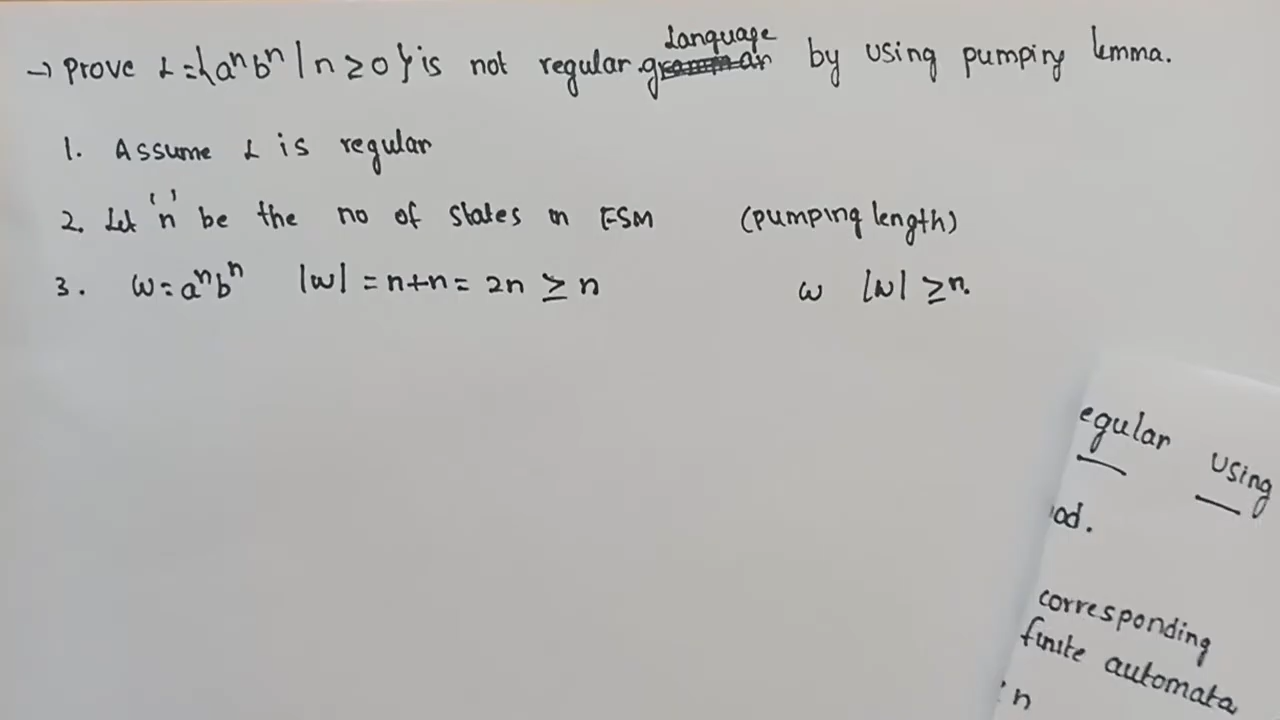 → Prove L={aⁿbⁿ | n ≥ 0} is not regular Language by using pumping lemma.
1. Assume L is regular
2. Let 'n' be the no of states in FSM (pumping length)
3. w=aⁿbⁿ |w| = n+n = 2n ≥ n w |w| ≥ n.
egular using
od.
corresponding
finite automata
n